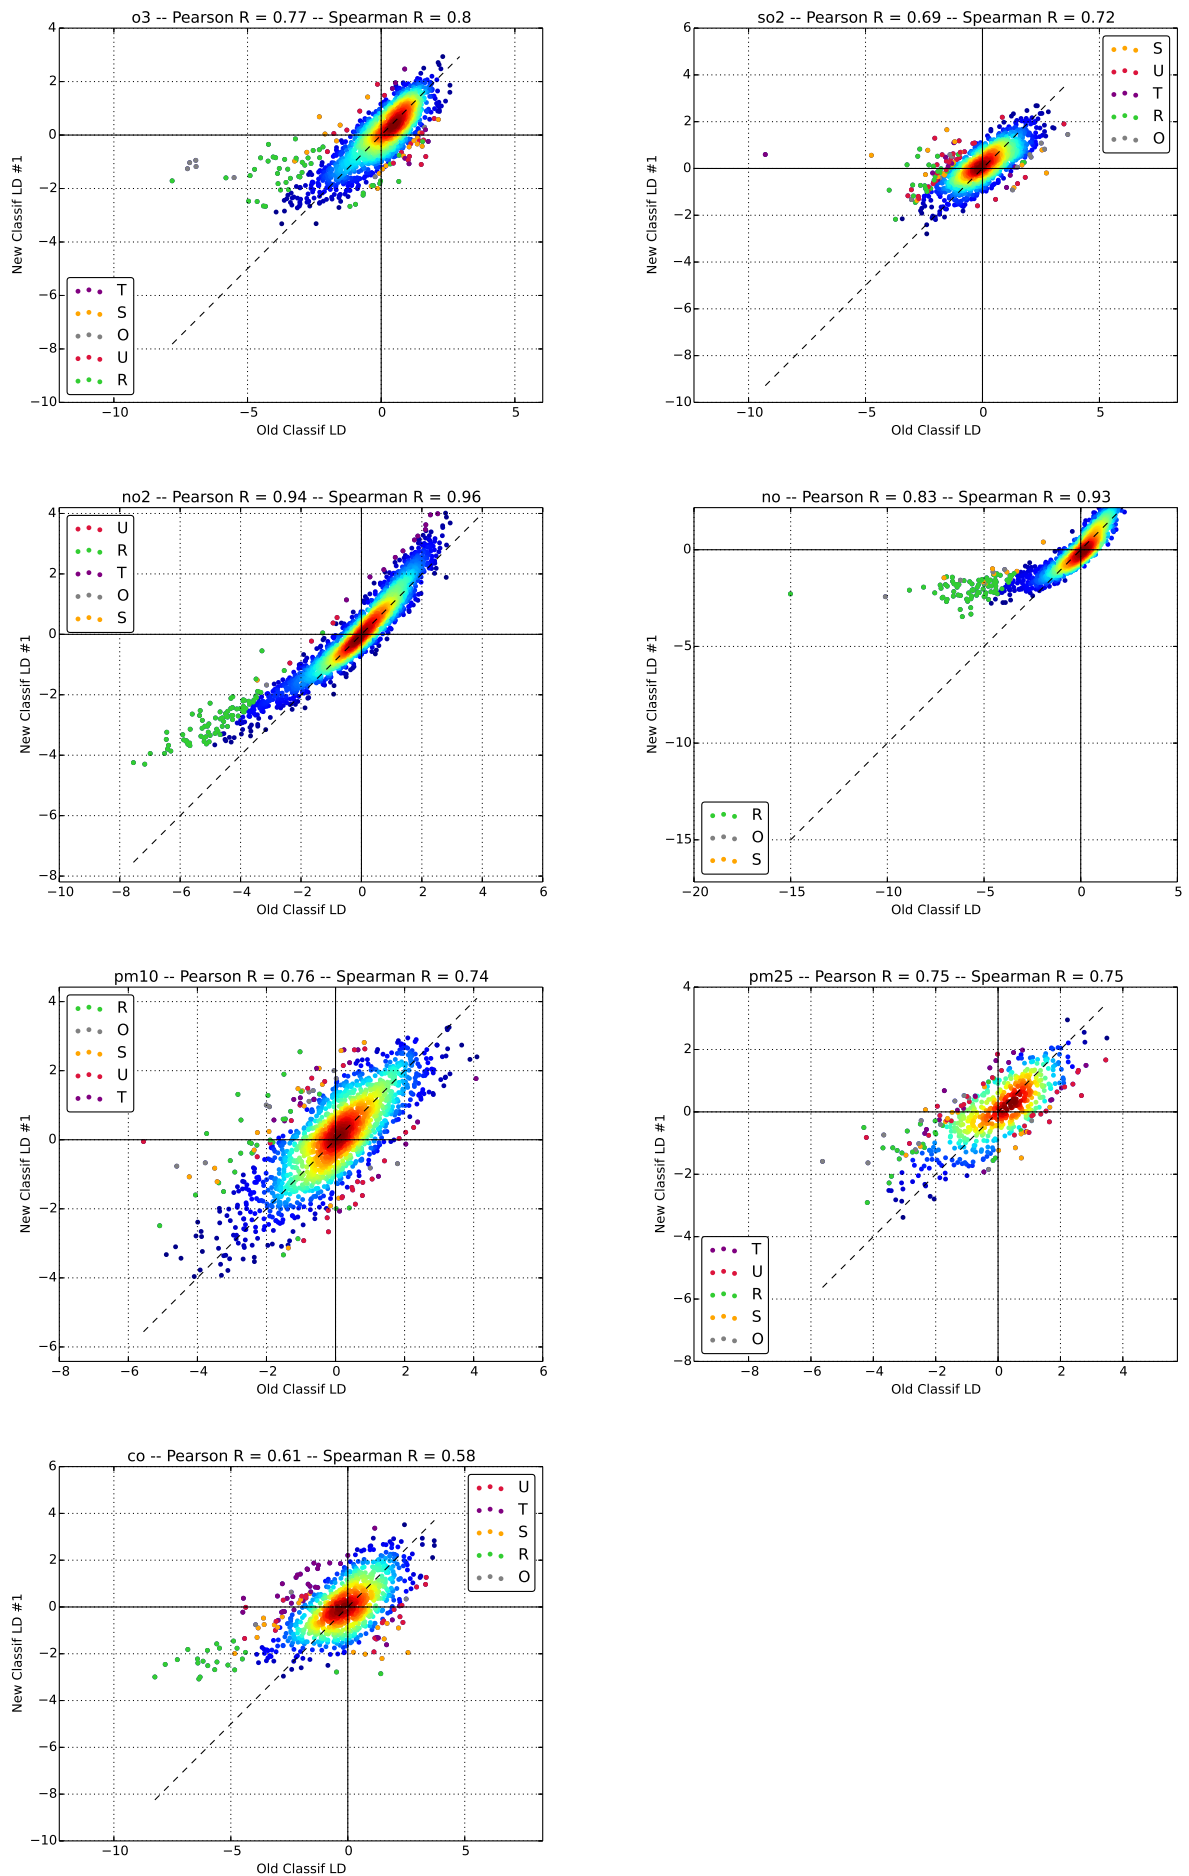 o3 -- Pearson R = 0.77 -- Spearman R = 0.8
4
2
0
−2
−4
−6
−8
−10
−10
−5
0
5
New Classif LD #1
Old Classif LD
T
S
O
U
R
so2 -- Pearson R = 0.69 -- Spearman R = 0.72
6
4
2
0
−2
−4
−6
−8
−10
−10
−5
0
5
New Classif LD #1
Old Classif LD
S
U
T
R
O
no2 -- Pearson R = 0.94 -- Spearman R = 0.96
4
2
0
−2
−4
−6
−8
−10
−8
−6
−4
−2
0
2
4
6
New Classif LD #1
Old Classif LD
U
R
T
O
S
no -- Pearson R = 0.83 -- Spearman R = 0.93
0
−5
−10
−15
−20
−15
−10
−5
0
5
New Classif LD #1
Old Classif LD
R
O
S
pm10 -- Pearson R = 0.76 -- Spearman R = 0.74
4
2
0
−2
−4
−6
−8
−6
−4
−2
0
2
4
6
New Classif LD #1
Old Classif LD
R
O
S
U
T
pm25 -- Pearson R = 0.75 -- Spearman R = 0.75
4
2
0
−2
−4
−6
−8
−8
−6
−4
−2
0
2
4
New Classif LD #1
Old Classif LD
T
U
R
S
O
co -- Pearson R = 0.61 -- Spearman R = 0.58
6
4
2
0
−2
−4
−6
−8
−10
−10
−5
0
5
New Classif LD #1
Old Classif LD
U
T
S
R
O